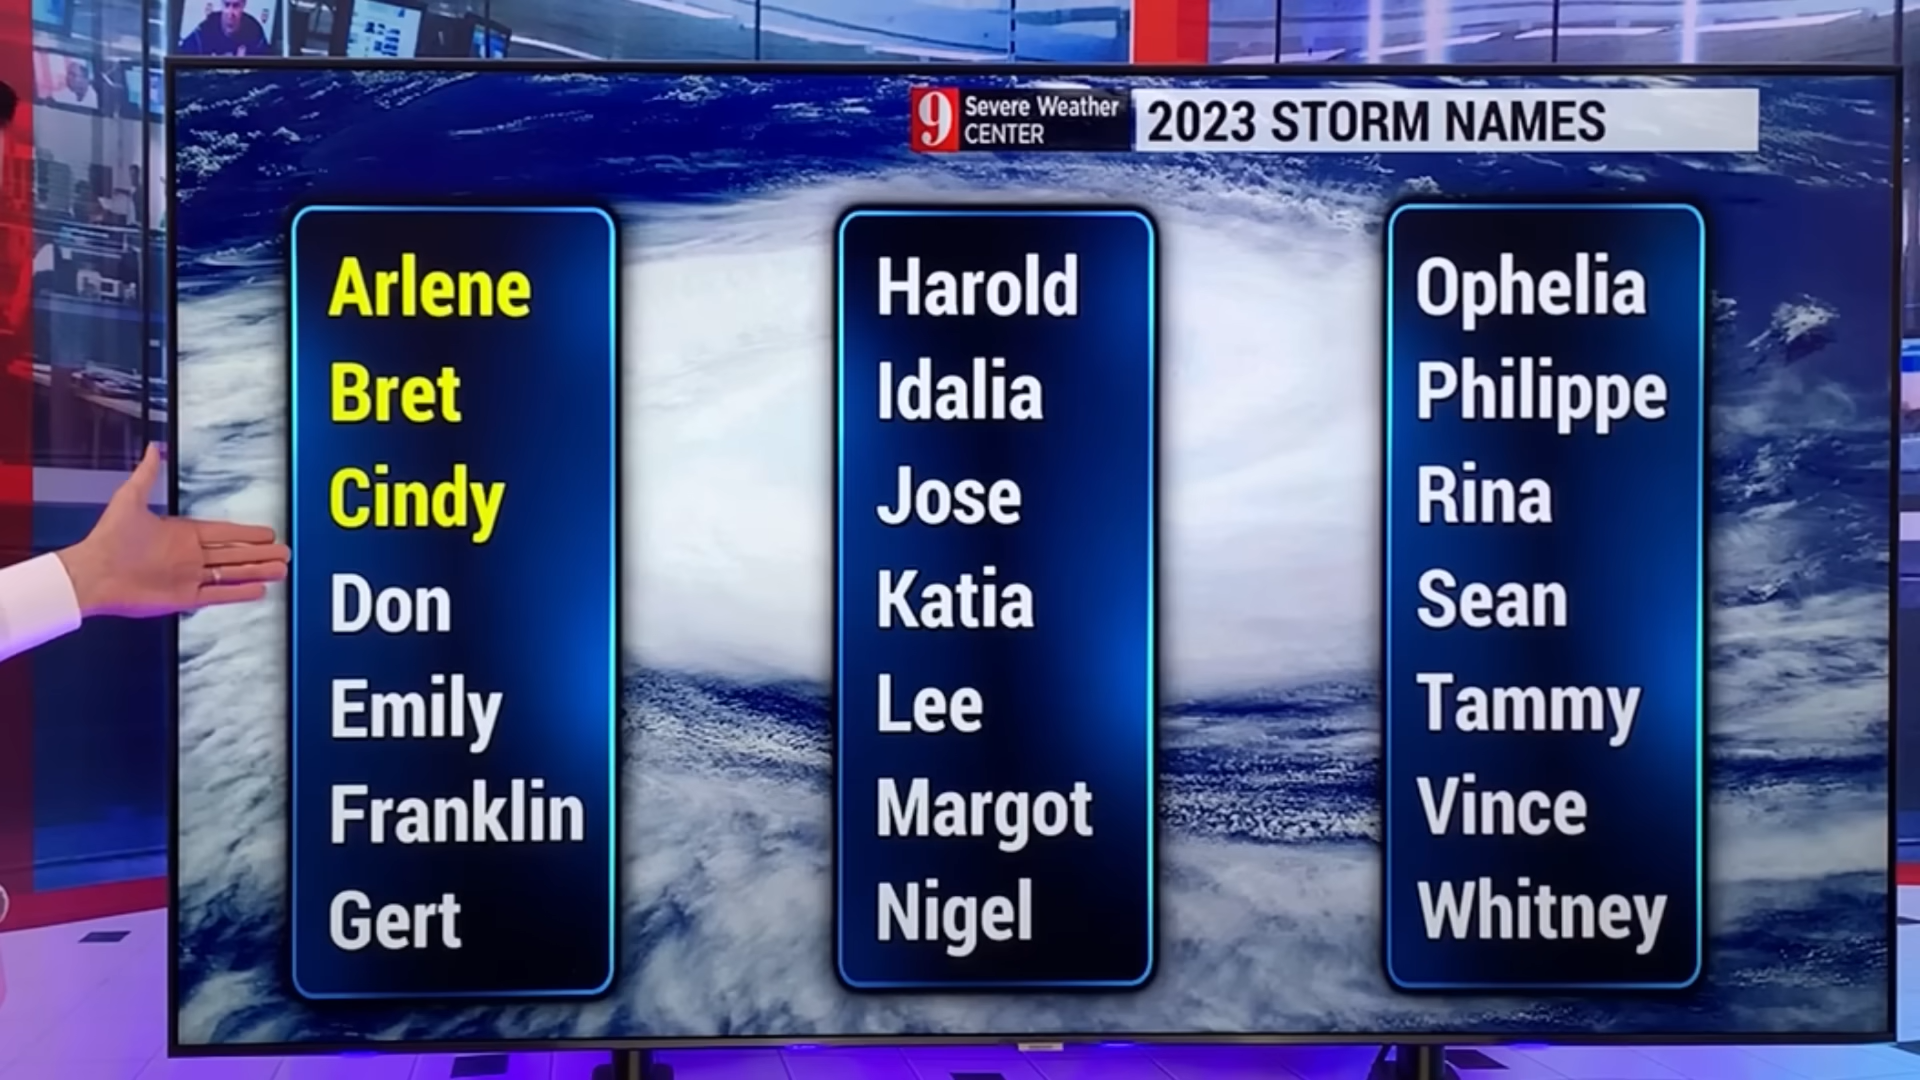 9 Severe Weather
CENTER
2023 STORM NAMES
Arlene
Bret
Cindy
Don
Emily
Franklin
Gert
Harold
Idalia
Jose
Katia
Lee
Margot
Nigel
Ophelia
Philippe
Rina
Sean
Tammy
Vince
Whitney